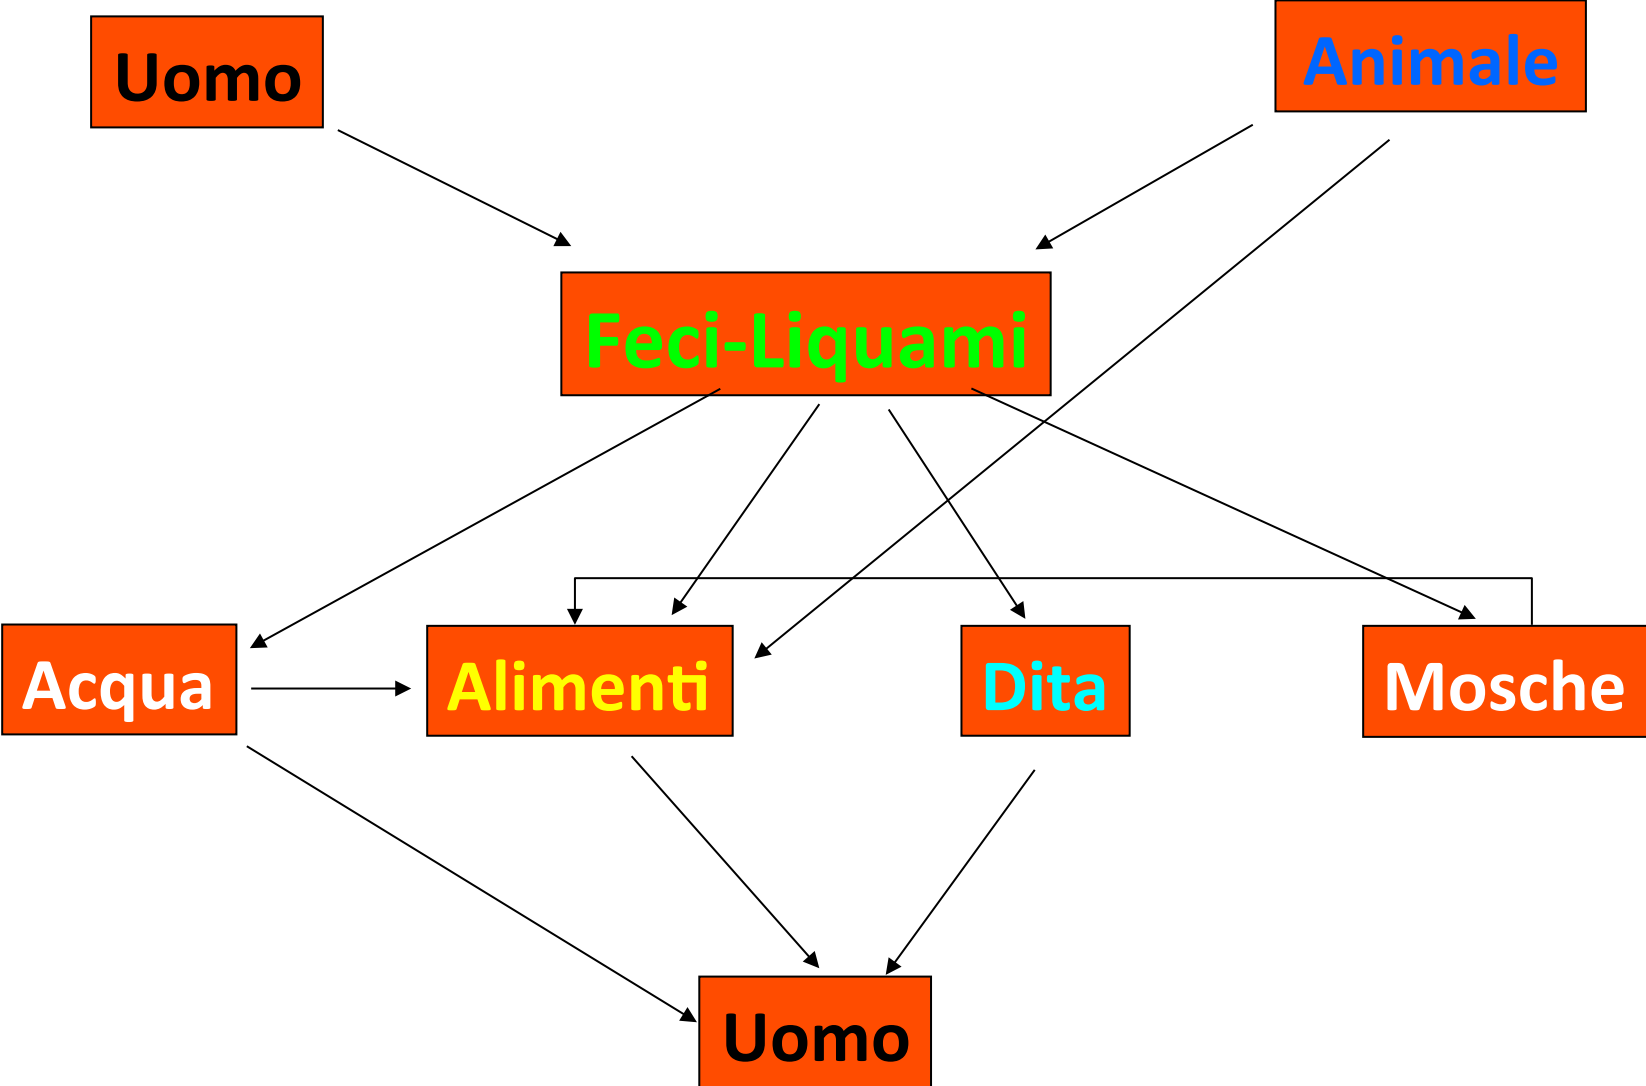 Uomo
Animale
Feci-Liquami
Acqua
Alimenti
Dita
Mosche
Uomo